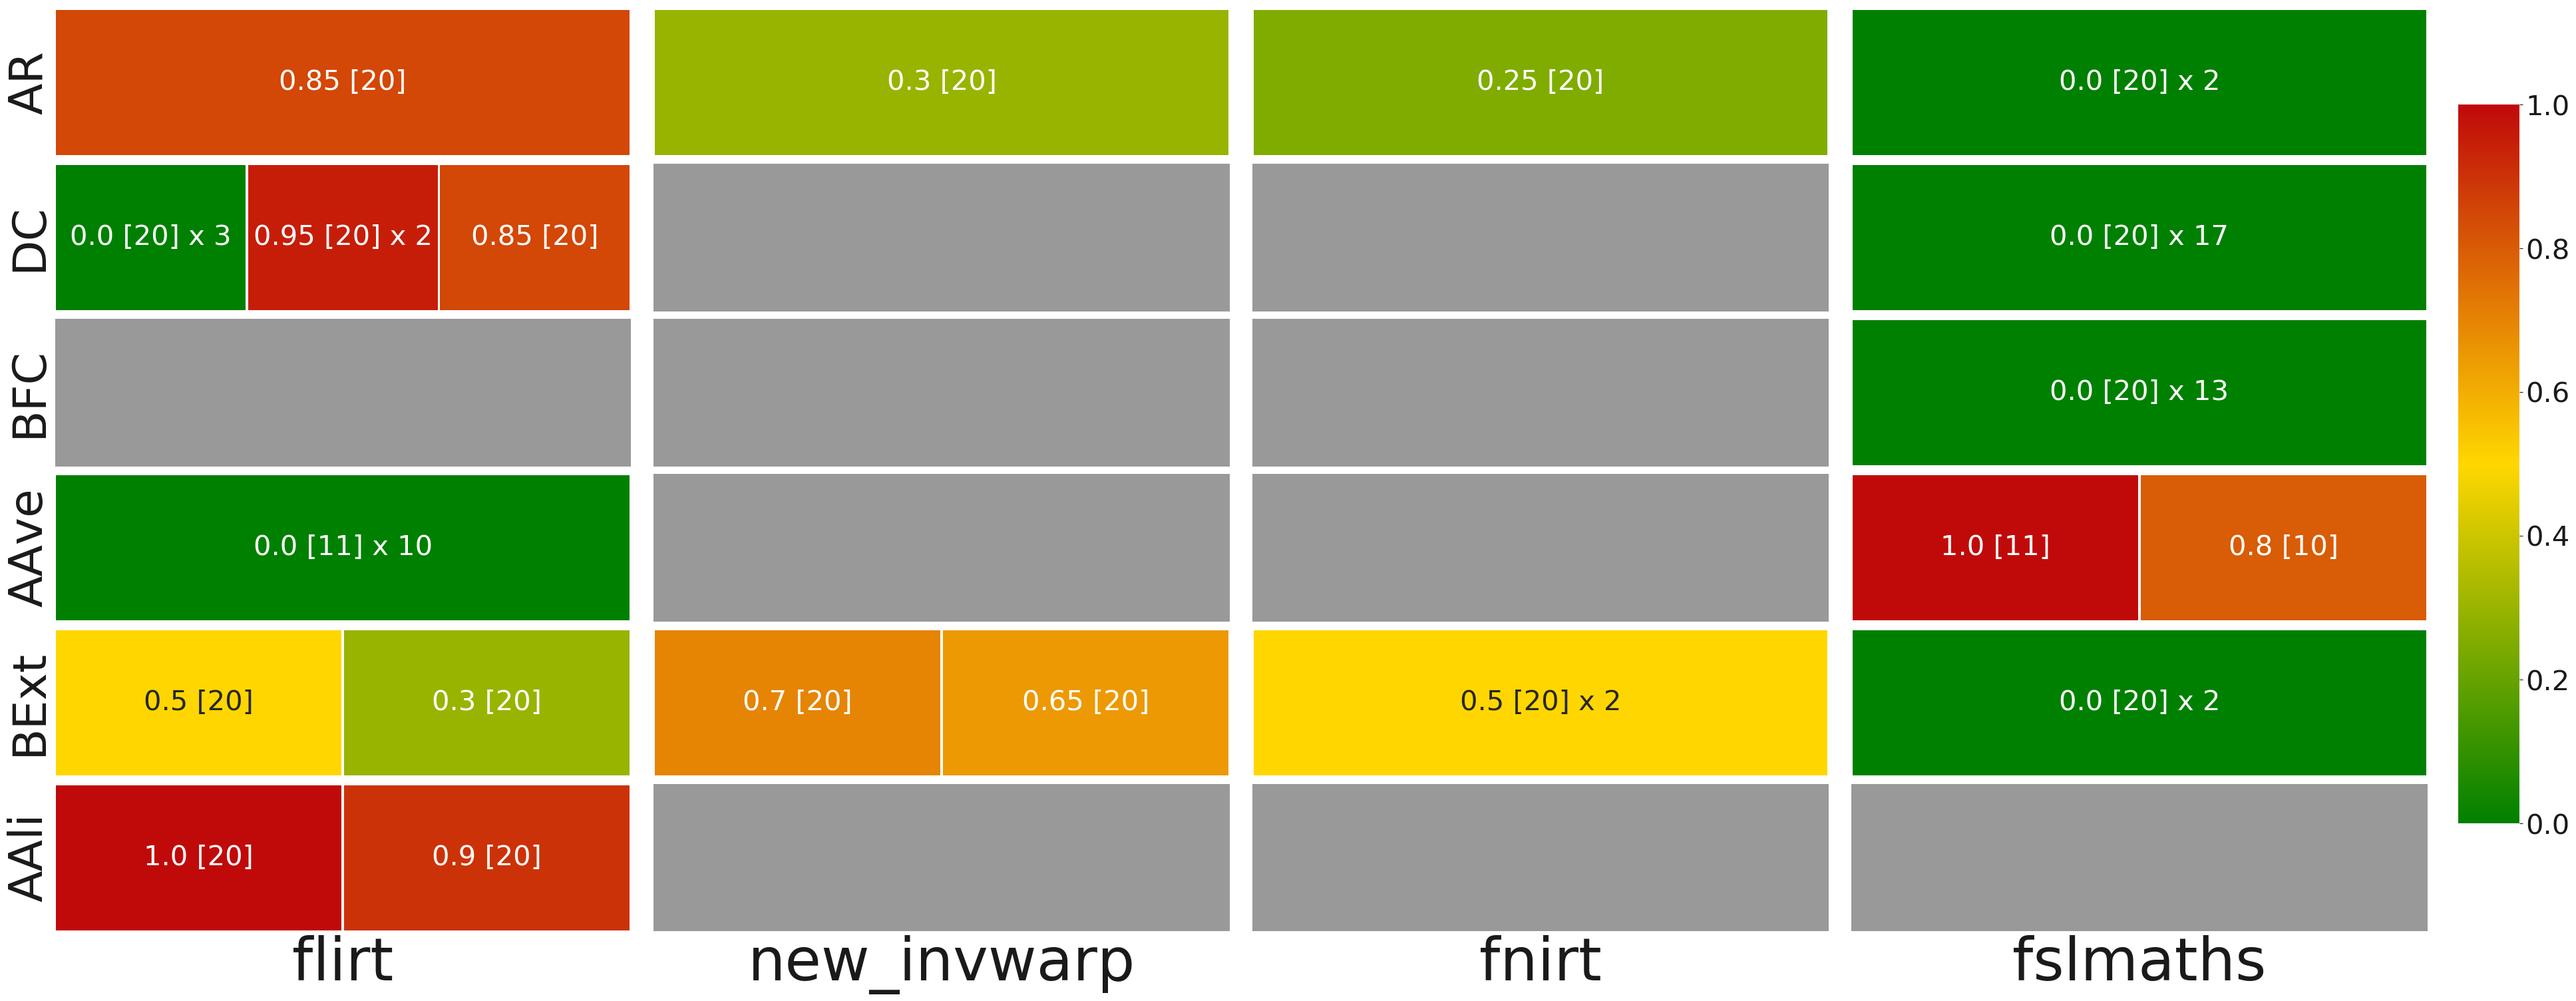 AR
0.85 [20]
0.3 [20]
0.25 [20]
0.0 [20] x 2
DC
0.0 [20] x 3
0.95 [20] x 2
0.85 [20]
0.0 [20] x 17
BFC
0.0 [20] x 13
AAve
0.0 [11] x 10
1.0 [11]
0.8 [10]
BExt
0.5 [20]
0.3 [20]
0.7 [20]
0.65 [20]
0.5 [20] x 2
0.0 [20] x 2
AAli
1.0 [20]
0.9 [20]
flirt
new_invwarp
fnirt
fslmaths
1.0
0.8
0.6
0.4
0.2
0.0